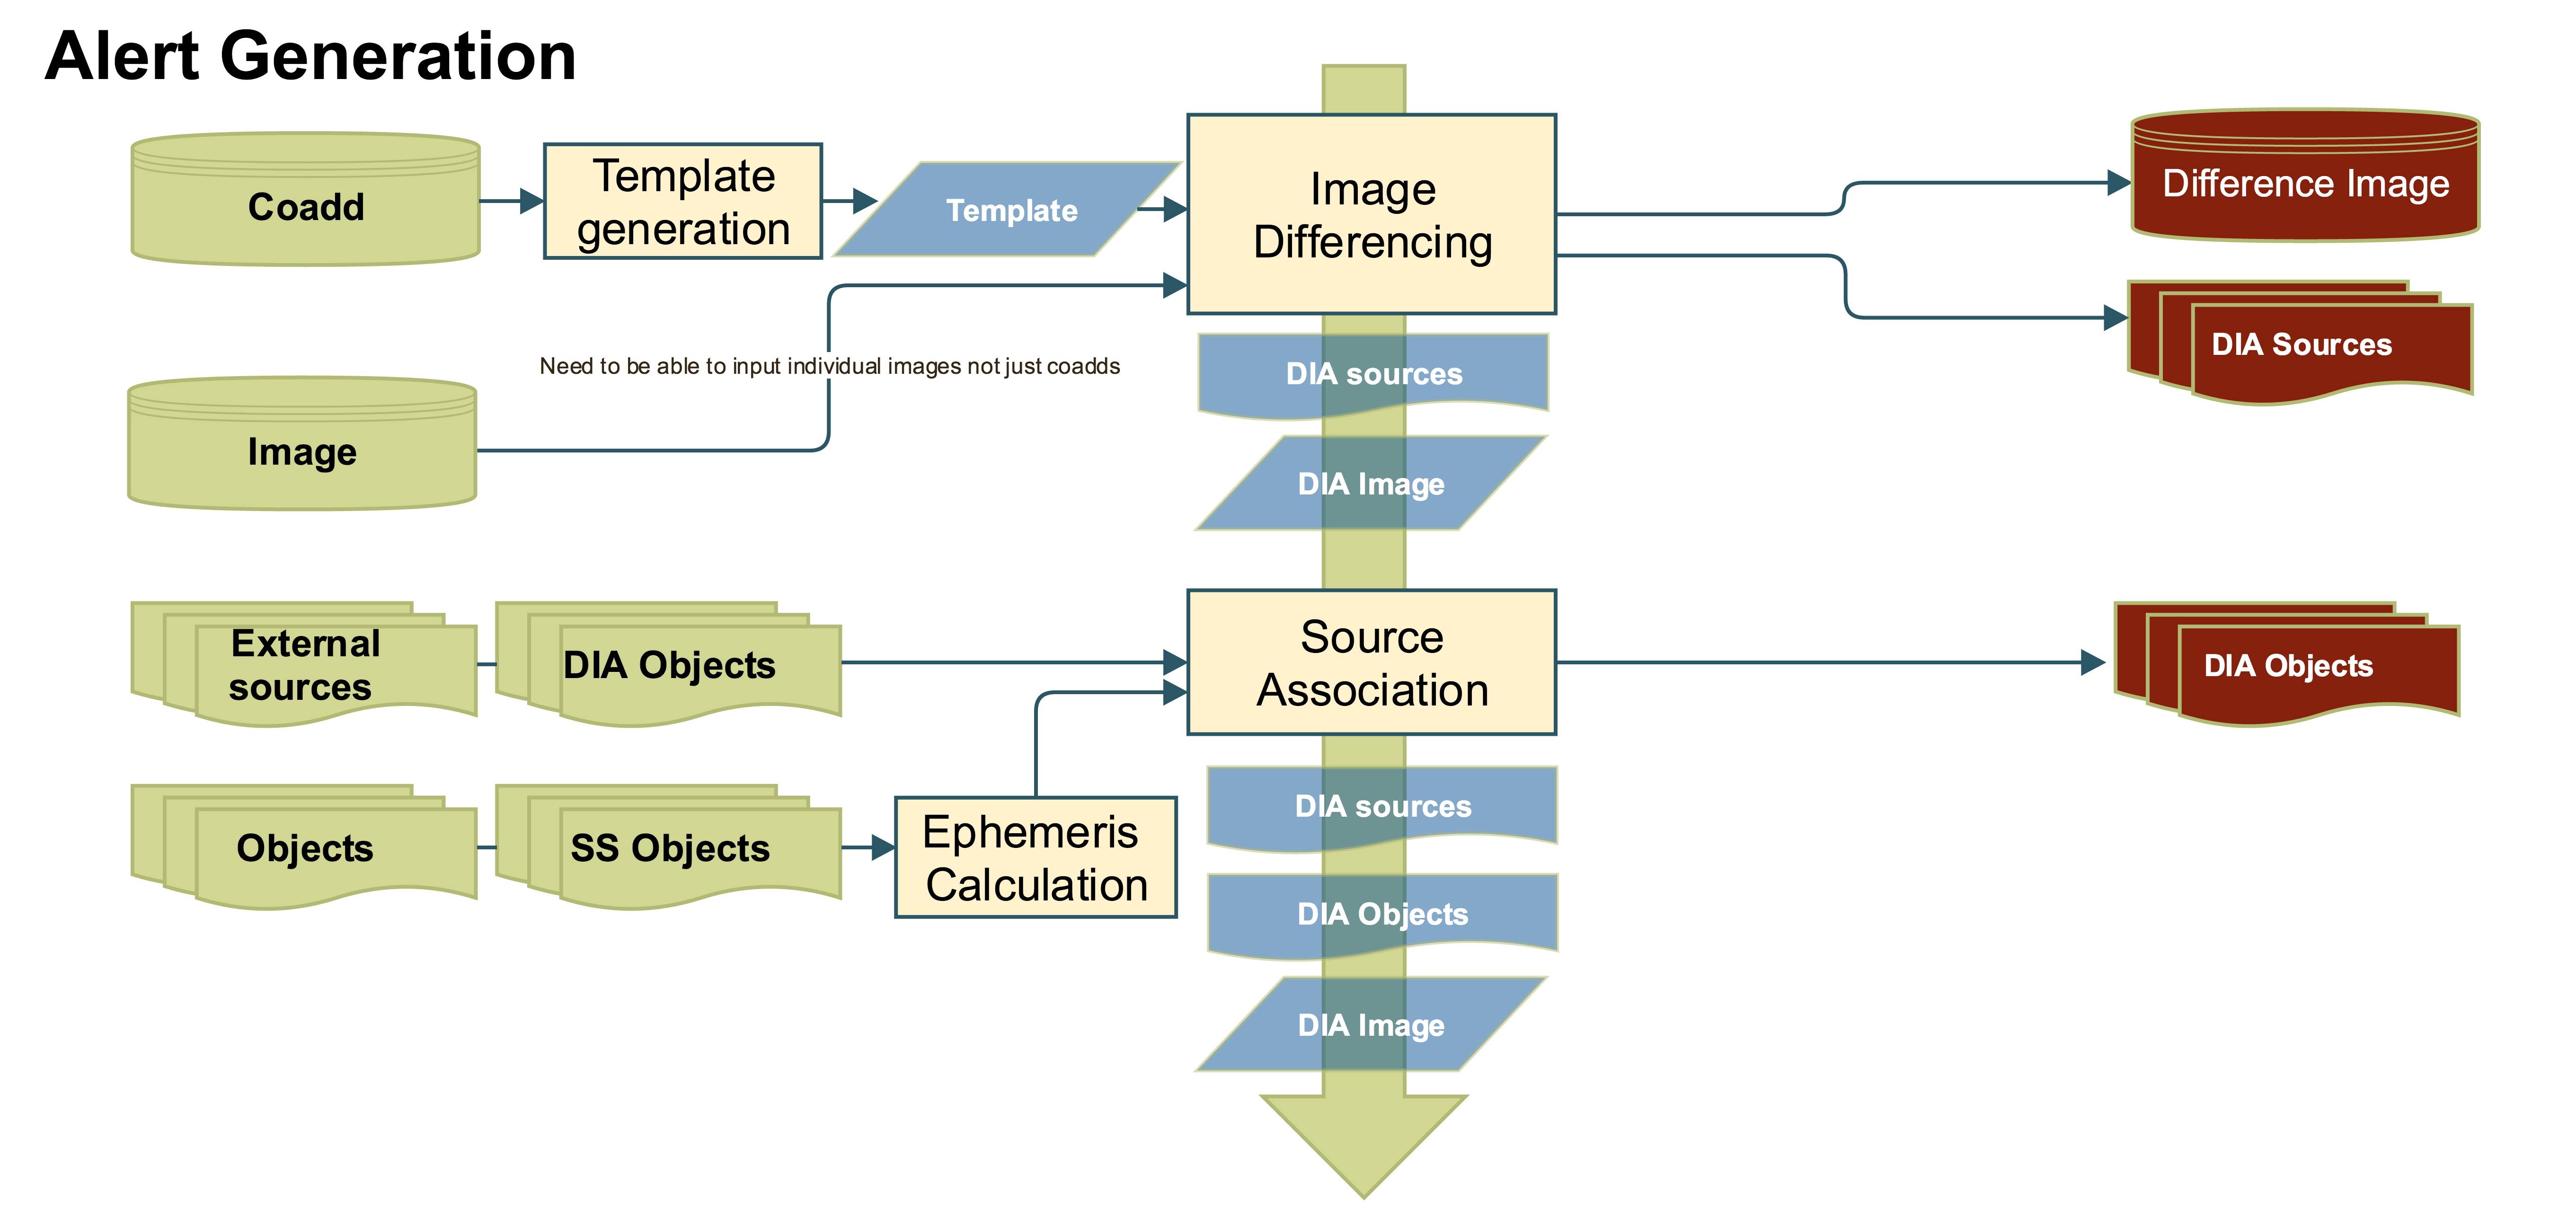 Alert Generation
Coadd
Template
generation
Template
Image
Differencing
Difference Image
DIA Sources
Need to be able to input individual images not just coadds
Image
DIA sources
DIA Image
External
sources
DIA Objects
Source
Association
DIA Objects
Objects
SS Objects
Ephemeris
Calculation
DIA sources
DIA Objects
DIA Image